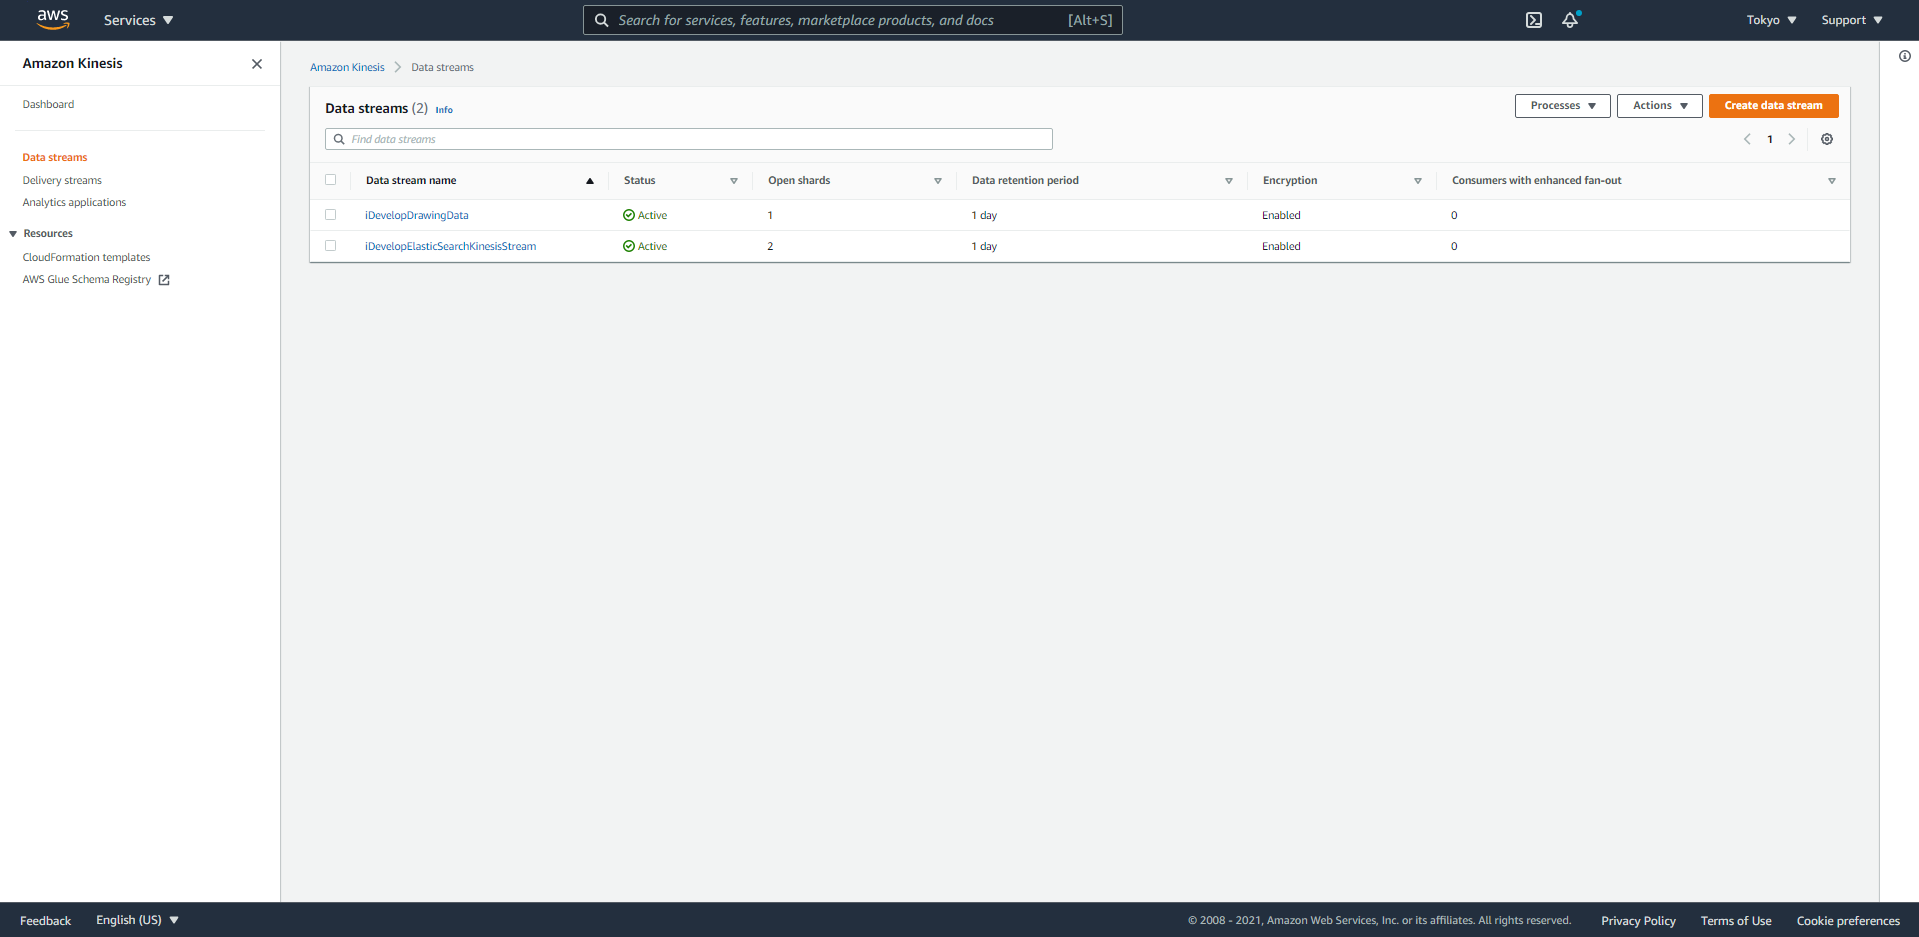 aws Services Search for services, features, marketplace products, and docs [Alt+S] Tokyo Support
Amazon Kinesis
Dashboard
Data streams
Delivery streams
Analytics applications
Resources
CloudFormation templates
AWS Glue Schema Registry
Amazon Kinesis Data streams
Data streams (2) Info Processes Actions Create data stream
Find data streams 1
Data stream name Status Open shards Data retention period Encryption Consumers with enhanced fan-out
iDevelopDrawingData Active 1 1 day Enabled 0
iDevelopElasticSearchKinesisStream Active 2 1 day Enabled 0
Feedback English (US) © 2008 - 2021, Amazon Web Services, Inc. or its affiliates. All rights reserved. Privacy Policy Terms of Use Cookie preferences